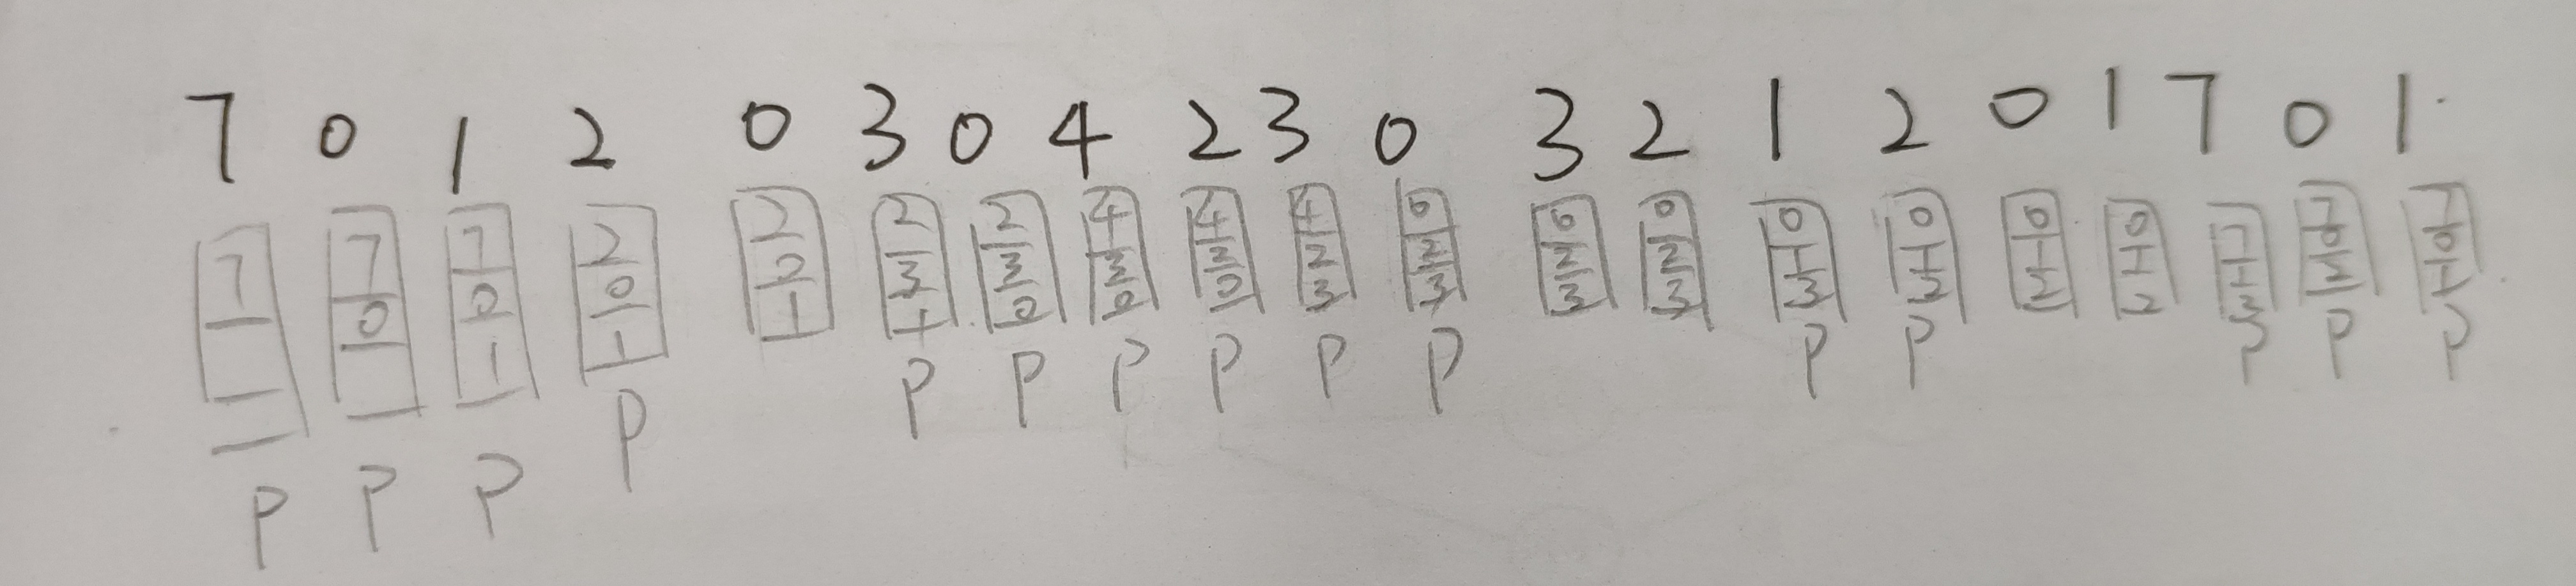 7 0 1 2 0 3 0 4 2 3 0 3 2 1 2 0 1 7 0 1
7 7 7 2 2 2 2 4 4 4 0 0 0 0 0 0 0 7 7 7
0 0 0 0 3 3 3 3 2 2 2 2 1 1 1 1 1 0 0
1 1 1 1 0 0 0 3 3 3 3 3 2 2 2 2 2 1
P P P P P P P P P P P P P P P